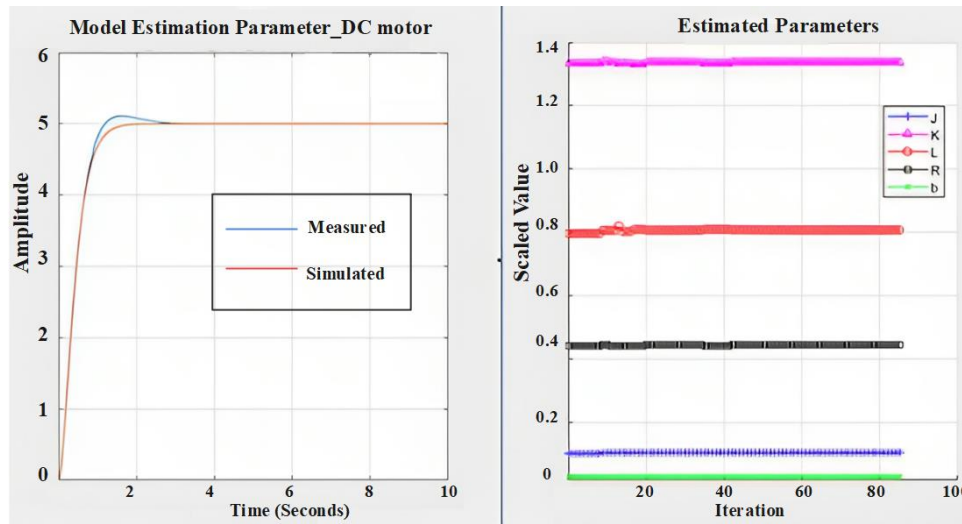 Model Estimation Parameter_DC motor
6
5
4
3
2
1
0
2
4
6
8
10
Amplitude
Time (Seconds)
Measured
Simulated
Estimated Parameters
1.4
1.2
1.0
0.8
0.6
0.4
0.2
0
20
40
60
80
100
Scaled Value
Iteration
J
K
L
R
b